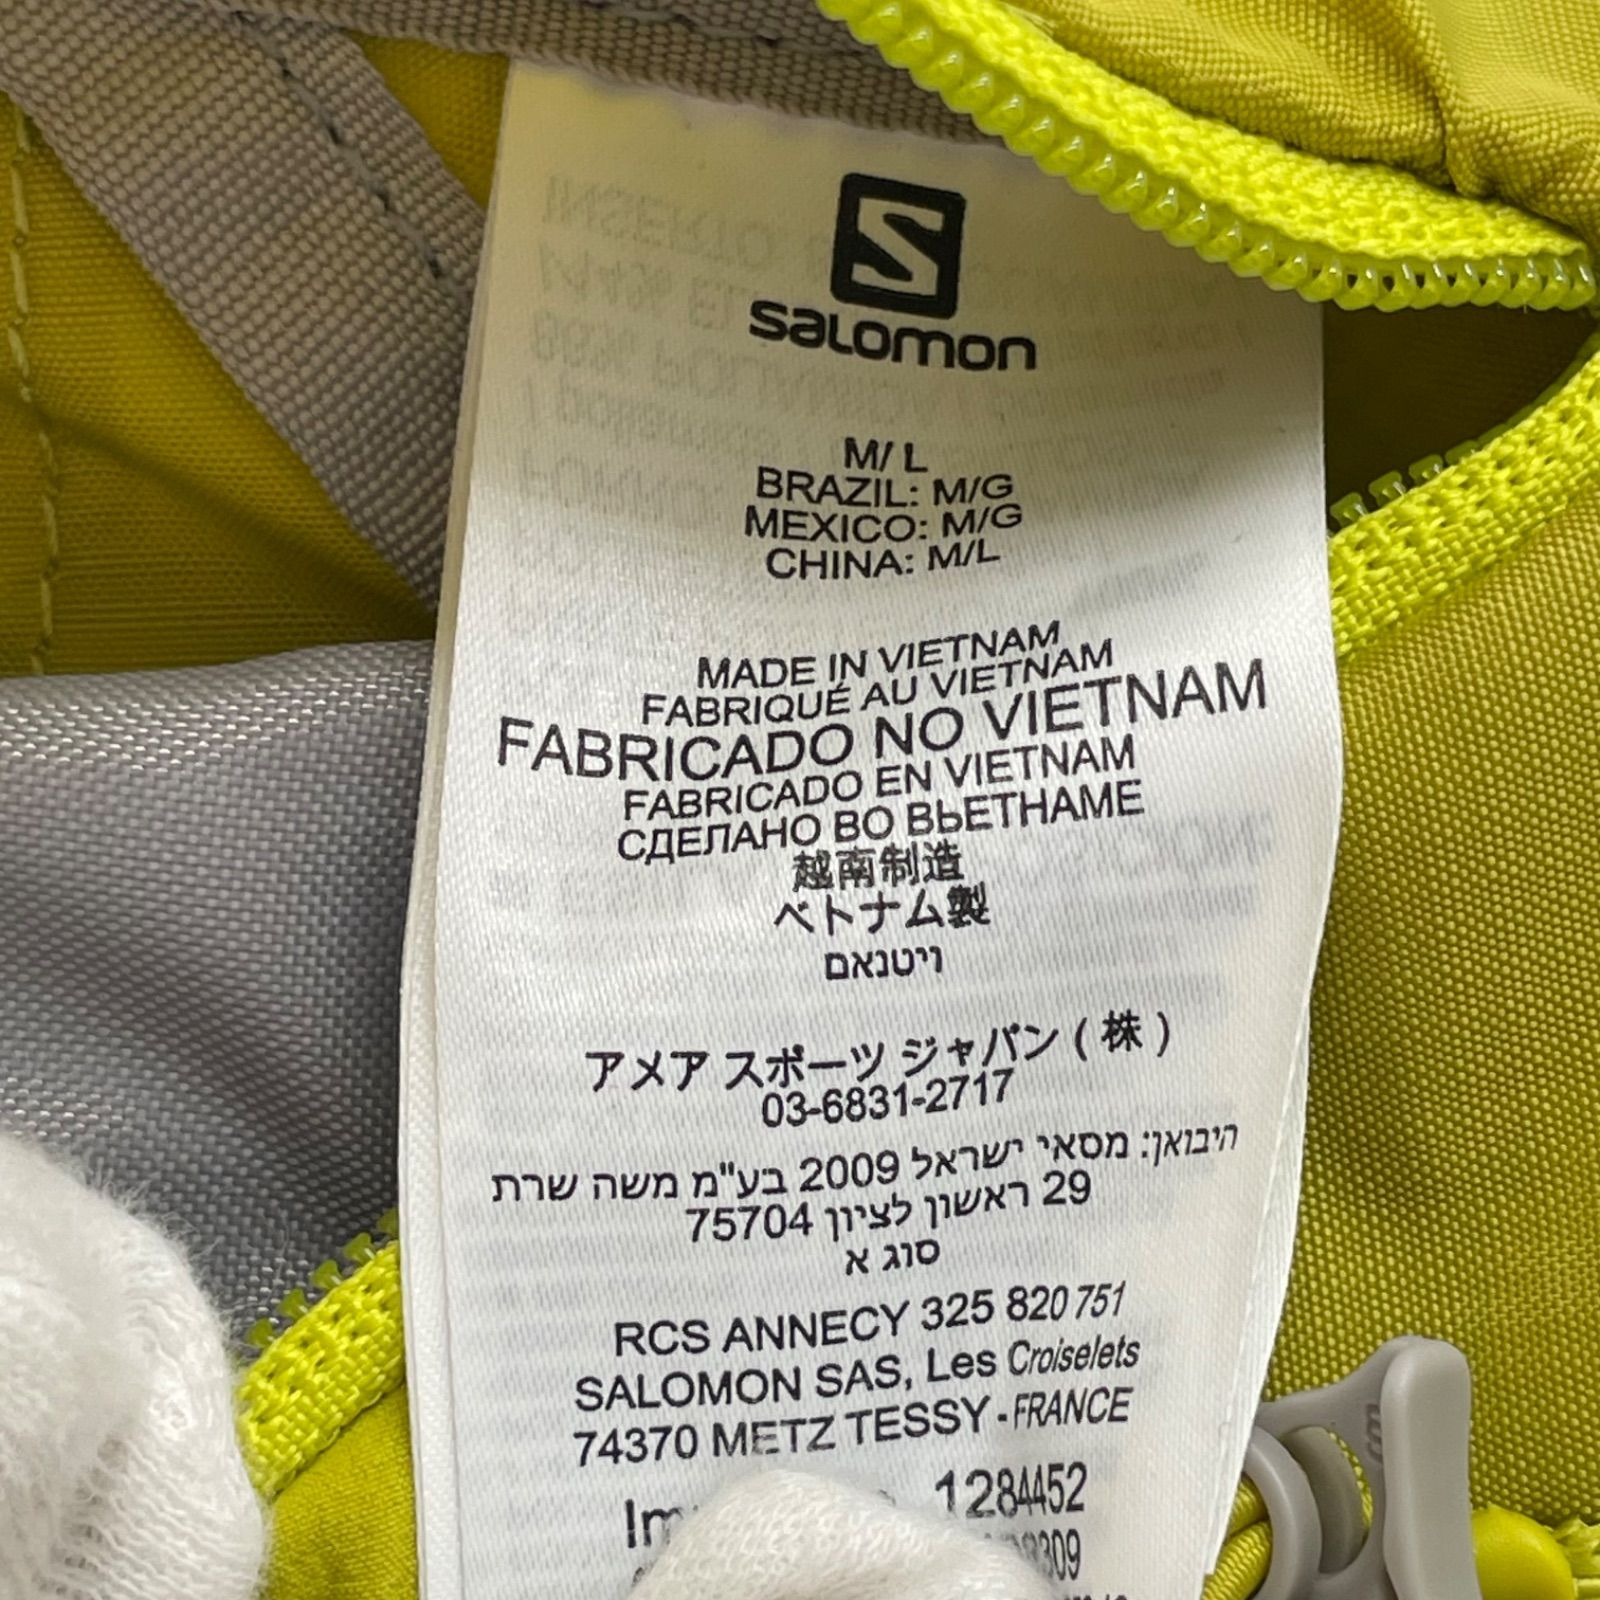 S
salomon
M/L
BRAZIL: M/G
MEXICO: M/G
CHINA: M/L
MADE IN VIETNAM
FABRIQUÉ AU VIETNAM
FABRICADO NO VIETNAM
FABRICADO EN VIETNAM
СДЕЛАНО ВО ВЬЕТНАМЕ
越南制造
ベトナム製
ויטנאם
アメア スポーツ ジャパン ( 株 )
03-6831-2717
היבואן: מסאי ישראל 2009 בע"מ משה שרת
29 ראשון לציון 75704
סוג א
RCS ANNECY 325 820 751
SALOMON SAS, Les Croiselets
74370 METZ TESSY - FRANCE
1284452